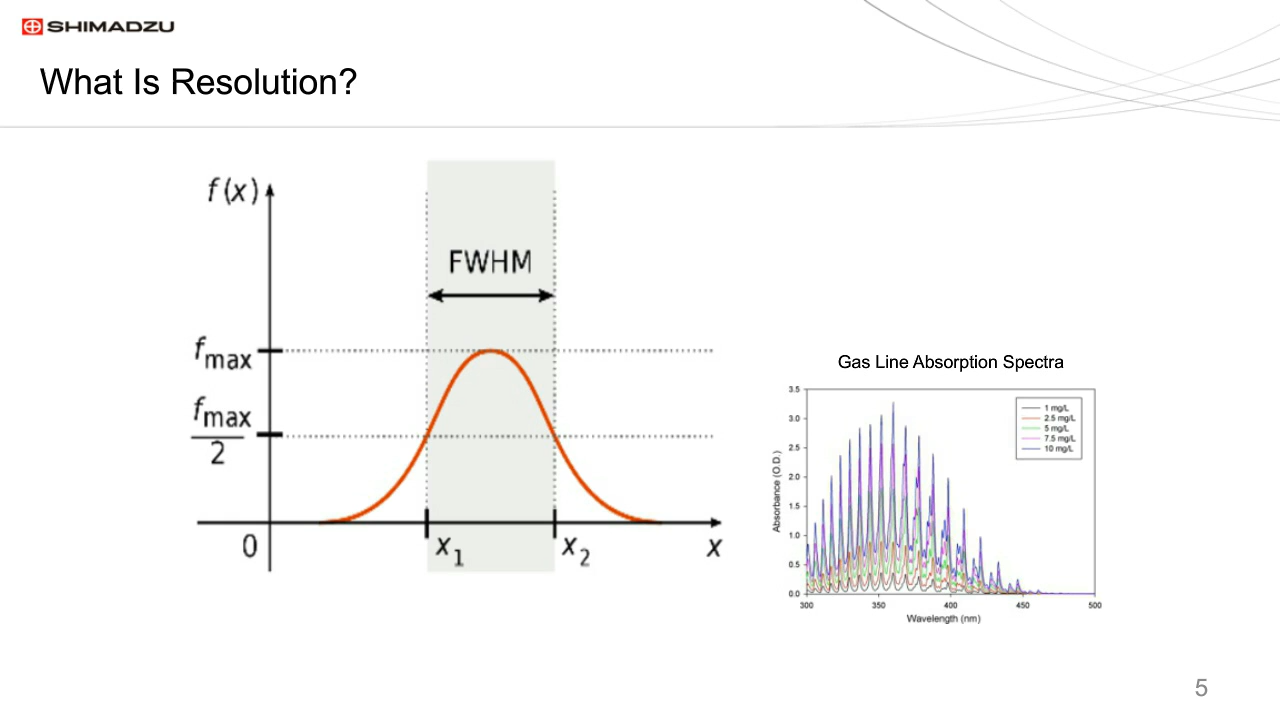 SHIMADZU
What Is Resolution?
f(x)
FWHM
fmax
fmax
2
0
x1
x2
x
Gas Line Absorption Spectra
3.5
3.0
2.5
2.0
1.5
1.0
0.5
0.0
Absorbance (O.D.)
1 mg/L
2.5 mg/L
5 mg/L
7.5 mg/L
10 mg/L
300 350 400 450 500
Wavelength (nm)
5